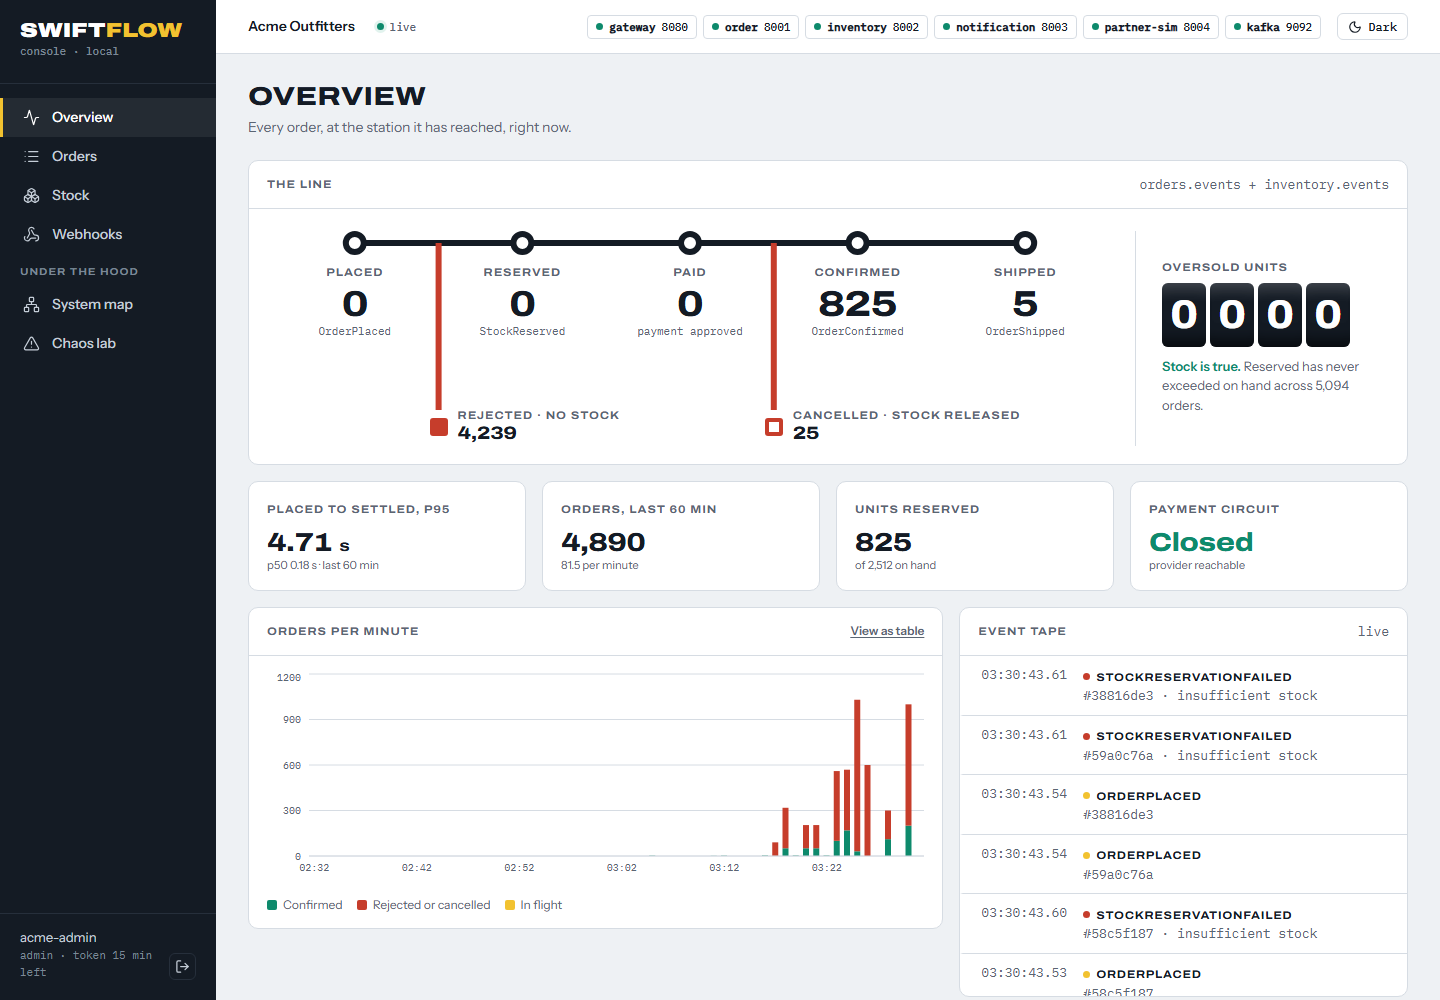 SWIFTFLOW
console · local
Overview
Orders
Stock
Webhooks
UNDER THE HOOD
System map
Chaos lab
acme-admin
admin · token 15 min
left
Acme Outfitters
live
gateway 8080
order 8001
inventory 8002
notification 8003
partner-sim 8004
kafka 9092
Dark
OVERVIEW
Every order, at the station it has reached, right now.
THE LINE
orders.events + inventory.events
PLACED
0
OrderPlaced
RESERVED
0
StockReserved
PAID
0
payment approved
CONFIRMED
825
OrderConfirmed
SHIPPED
5
OrderShipped
REJECTED · NO STOCK
4,239
CANCELLED · STOCK RELEASED
25
OVERSOLD UNITS
0 0 0 0
Stock is true. Reserved has never
exceeded on hand across 5,094
orders.
PLACED TO SETTLED, P95
4.71 s
p50 0.18 s · last 60 min
ORDERS, LAST 60 MIN
4,890
81.5 per minute
UNITS RESERVED
825
of 2,512 on hand
PAYMENT CIRCUIT
Closed
provider reachable
ORDERS PER MINUTE
View as table
1200
900
600
300
0
02:32 02:42 02:52 03:02 03:12 03:22
Confirmed Rejected or cancelled In flight
EVENT TAPE
live
03:30:43.61 STOCKRESERVATIONFAILED
#38816de3 · insufficient stock
03:30:43.61 STOCKRESERVATIONFAILED
#59a0c76a · insufficient stock
03:30:43.54 ORDERPLACED
#38816de3
03:30:43.54 ORDERPLACED
#59a0c76a
03:30:43.60 STOCKRESERVATIONFAILED
#58c5f187 · insufficient stock
03:30:43.53 ORDERPLACED
#58c5f187